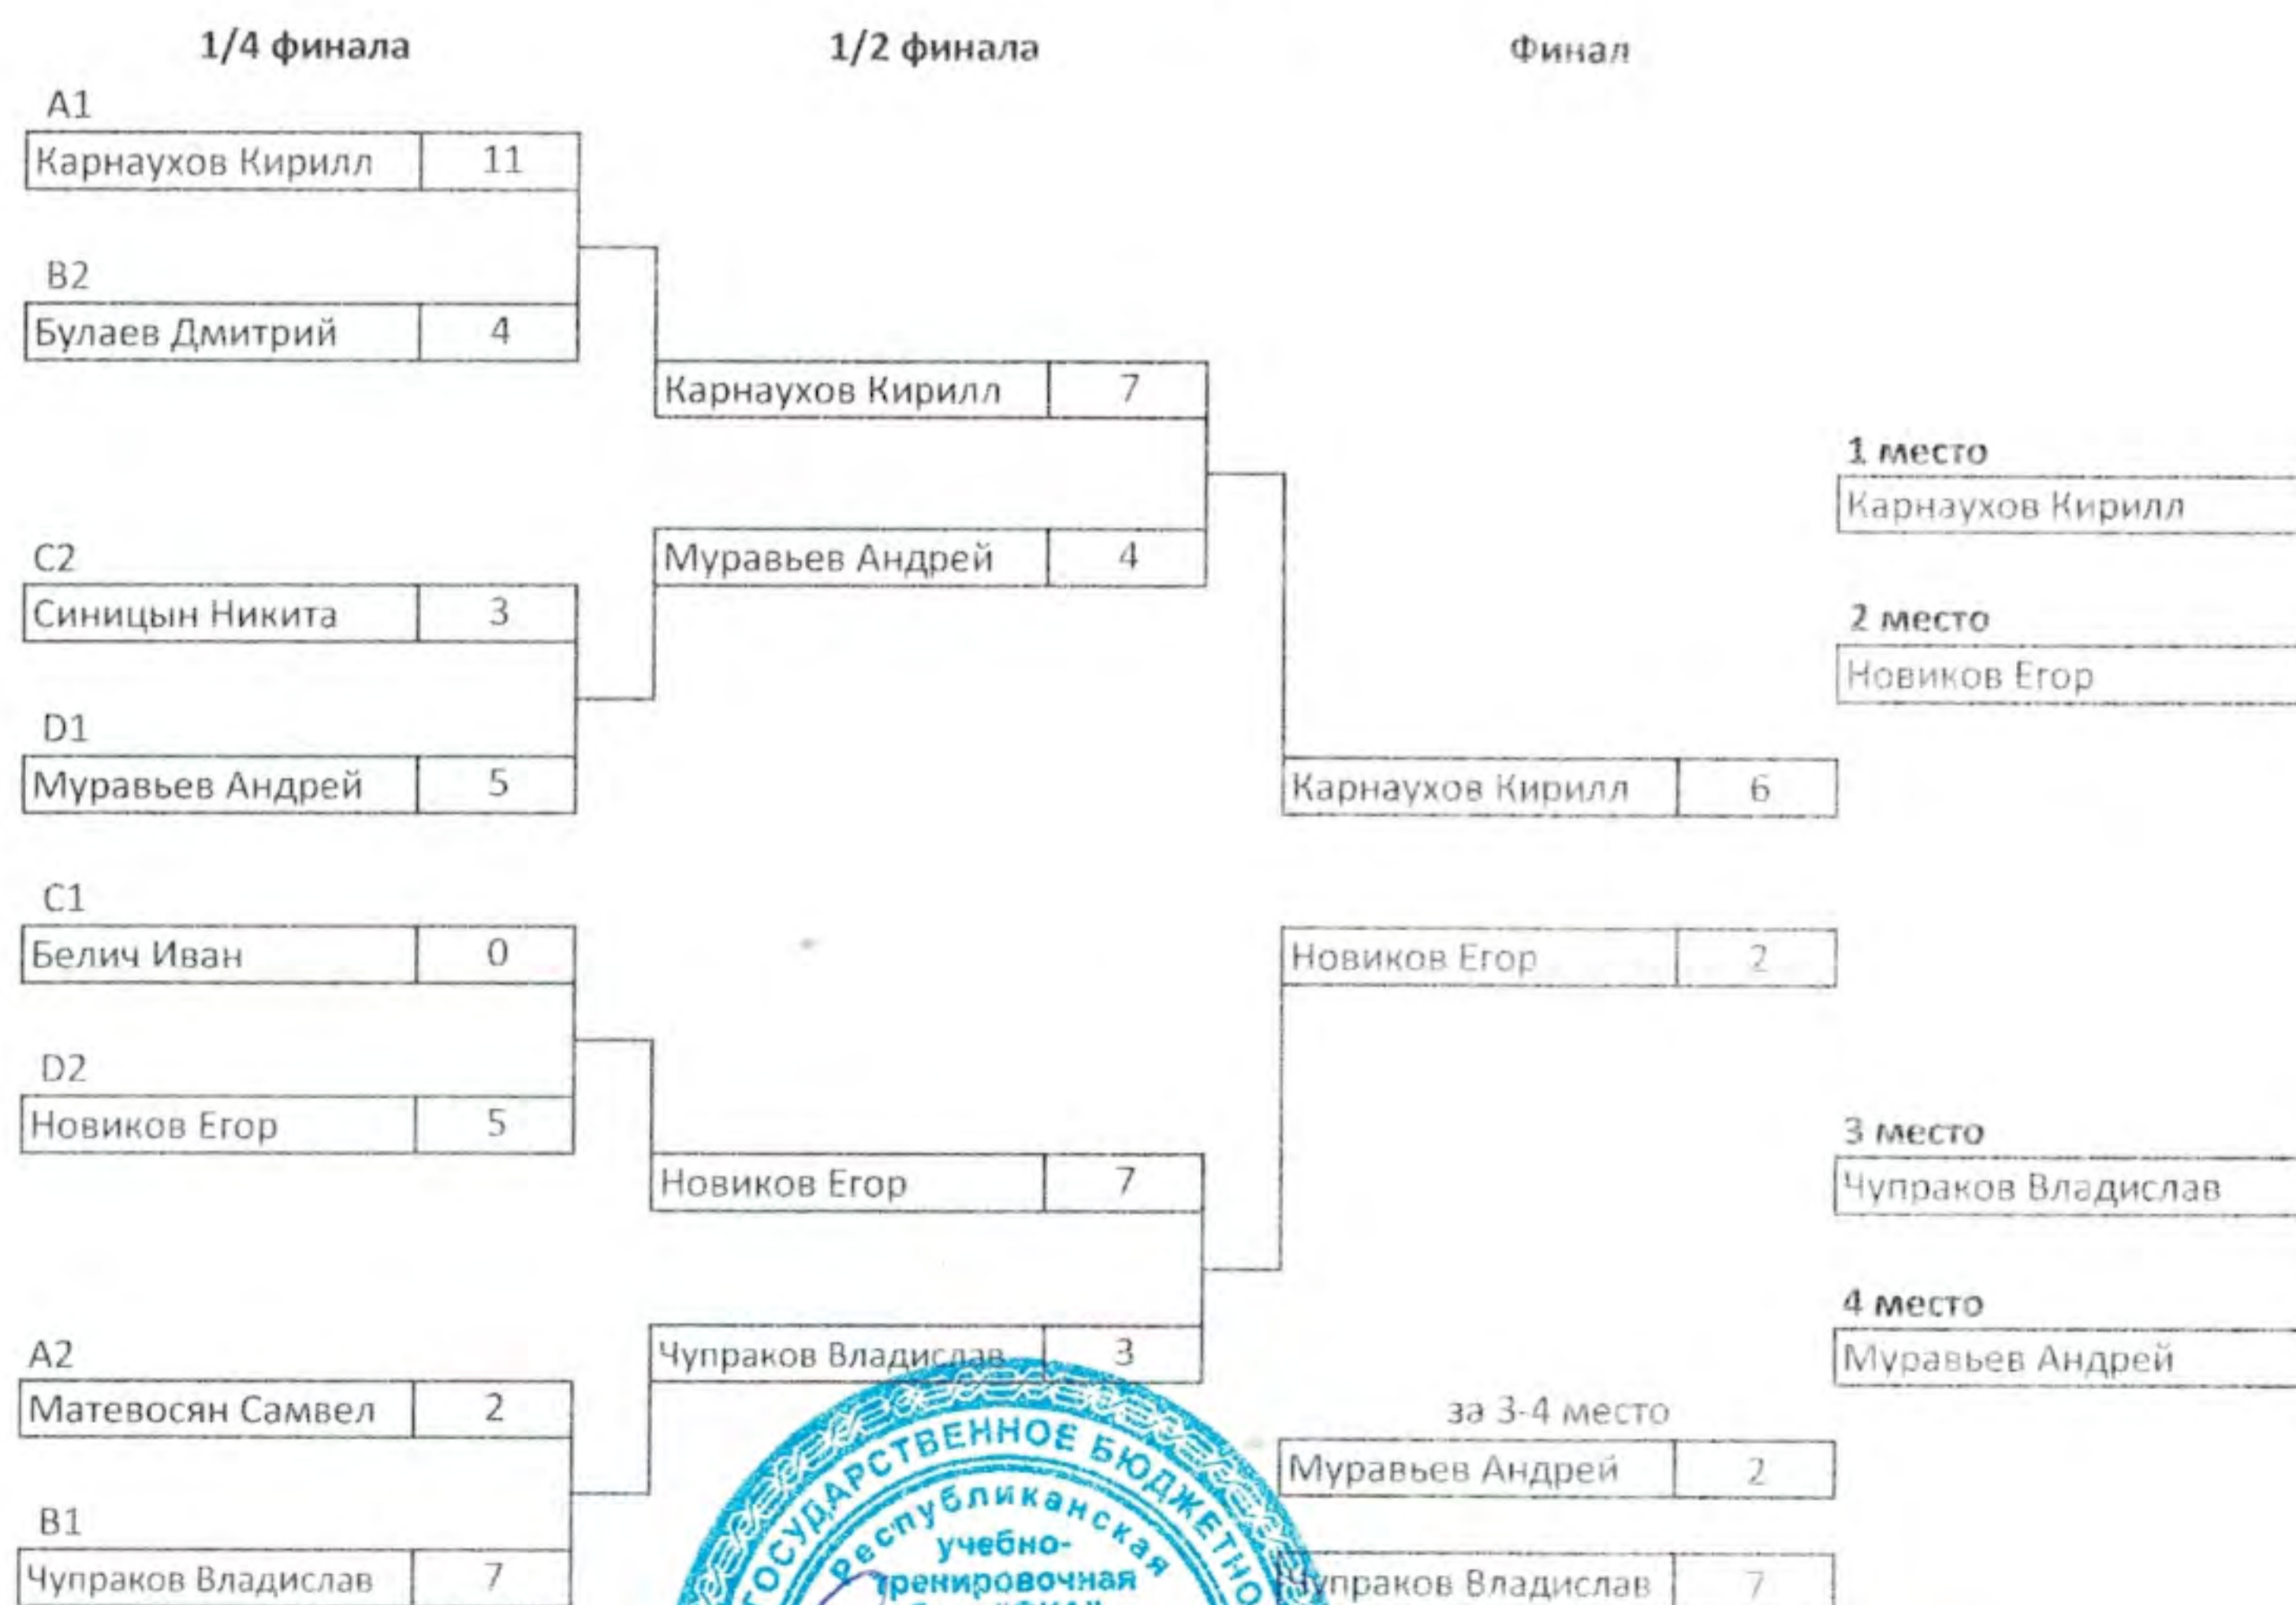 1/4 финала 1/2 финала Финал
A1
Карнаухов Кирилл 11
B2
Булаев Дмитрий 4
Карнаухов Кирилл 7
1 место
Карнаухов Кирилл
Муравьев Андрей 4
C2
Синицын Никита 3
2 место
Новиков Егор
D1
Муравьев Андрей 5
Карнаухов Кирилл 6
C1
Белич Иван 0
Новиков Егор 2
D2
Новиков Егор 5
3 место
Новиков Егор 7
Чупраков Владислав
4 место
Чупраков Владислав 3
Муравьев Андрей
A2
Матевосян Самвел 2
за 3-4 место
Муравьев Андрей 2
B1
Чупраков Владислав 7
Чупраков Владислав 7
ГОСУДАРСТВЕННОЕ БЮДЖЕТНО
Республиканская
учебно-
тренировочная